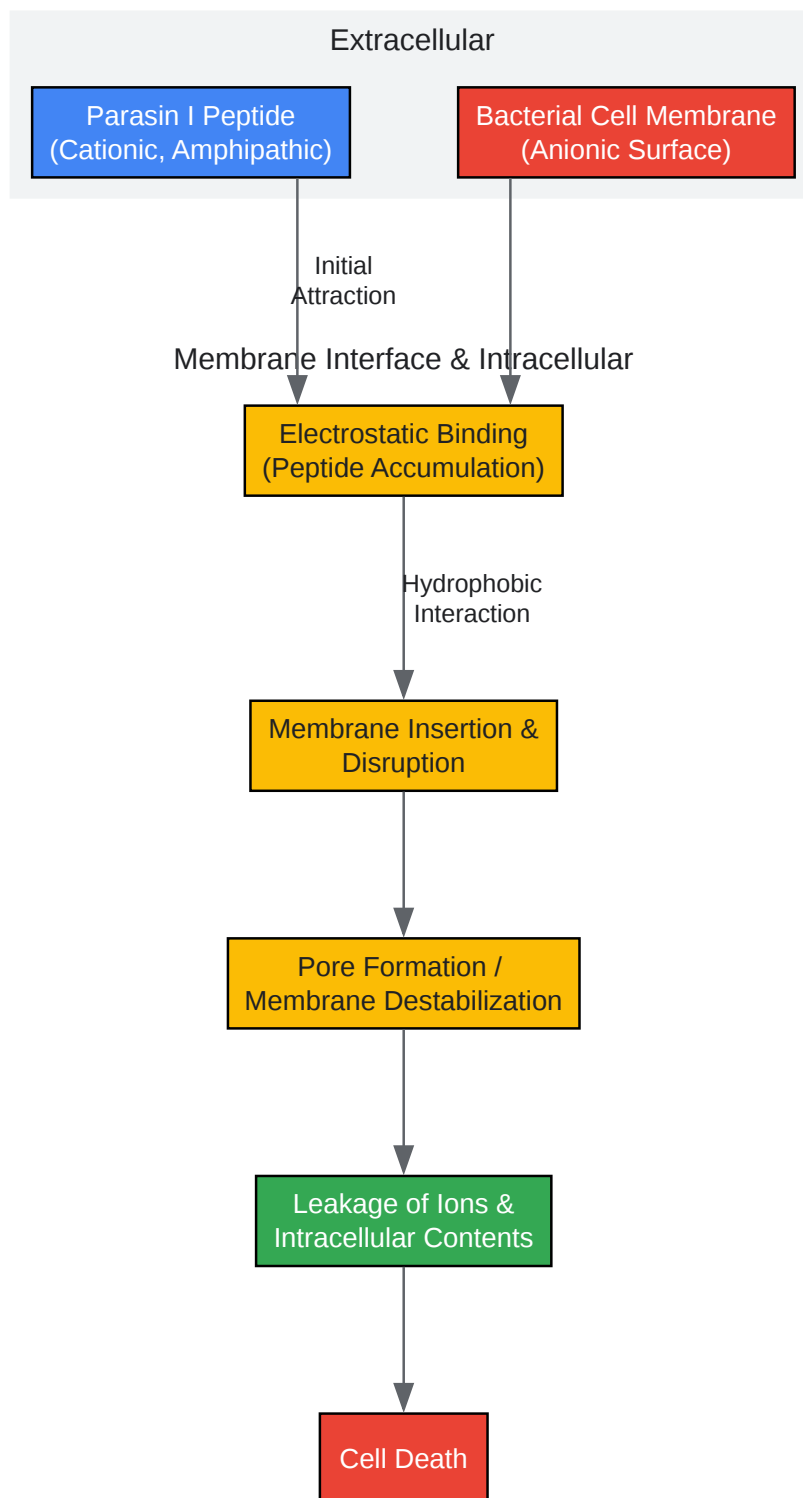 Extracellular
Parasin I Peptide
(Cationic, Amphipathic)
Bacterial Cell Membrane
(Anionic Surface)
Initial
Attraction
Membrane Interface & Intracellular
Electrostatic Binding
(Peptide Accumulation)
Hydrophobic
Interaction
Membrane Insertion &
Disruption
Pore Formation /
Membrane Destabilization
Leakage of Ions &
Intracellular Contents
Cell Death